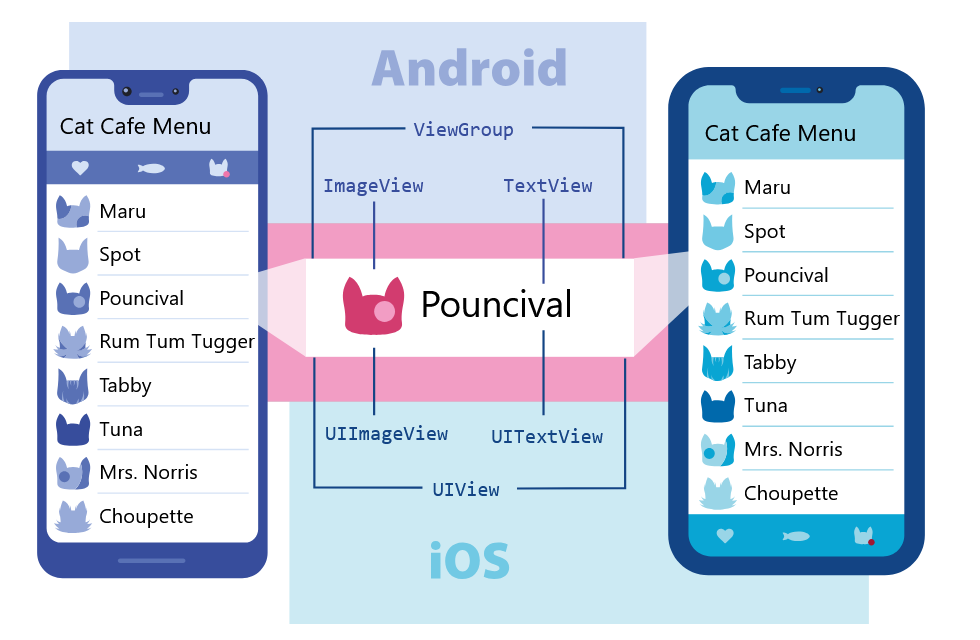 Android
Cat Cafe Menu
Maru
Spot
Pouncival
Rum Tum Tugger
Tabby
Tuna
Mrs. Norris
Choupette
ViewGroup
ImageView
TextView
Pouncival
UIImageView
UITextView
UIView
iOS
Cat Cafe Menu
Maru
Spot
Pouncival
Rum Tum Tugger
Tabby
Tuna
Mrs. Norris
Choupette